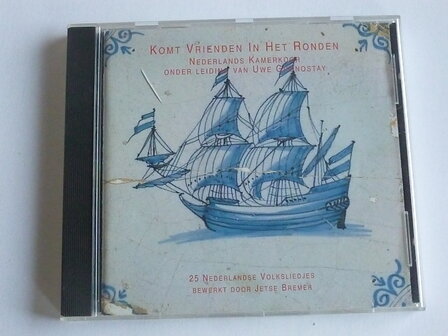 Komt Vrienden In Het Ronden
Nederlands Kamerkoor
onder leiding van Uwe Gronostay
25 Nederlandse Volksliedjes
bewerkt door Jetse Bremer